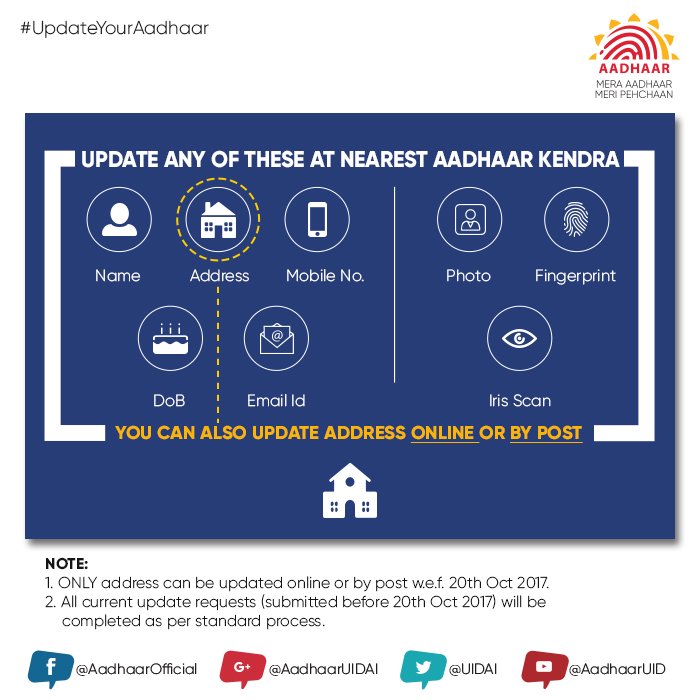 #UpdateYourAadhaar
AADHAAR
MERA AADHAAR
MERI PEHCHAAN
UPDATE ANY OF THESE AT NEAREST AADHAAR KENDRA
Name Address Mobile No. Photo Fingerprint
@
DoB Email Id Iris Scan
YOU CAN ALSO UPDATE ADDRESS ONLINE OR BY POST
NOTE:
1. ONLY address can be updated online or by post w.e.f. 20th Oct 2017.
2. All current update requests (submitted before 20th Oct 2017) will be
completed as per standard process.
f @AadhaarOfficial G+ @AadhaarUIDAI @UIDAI @AadhaarUID